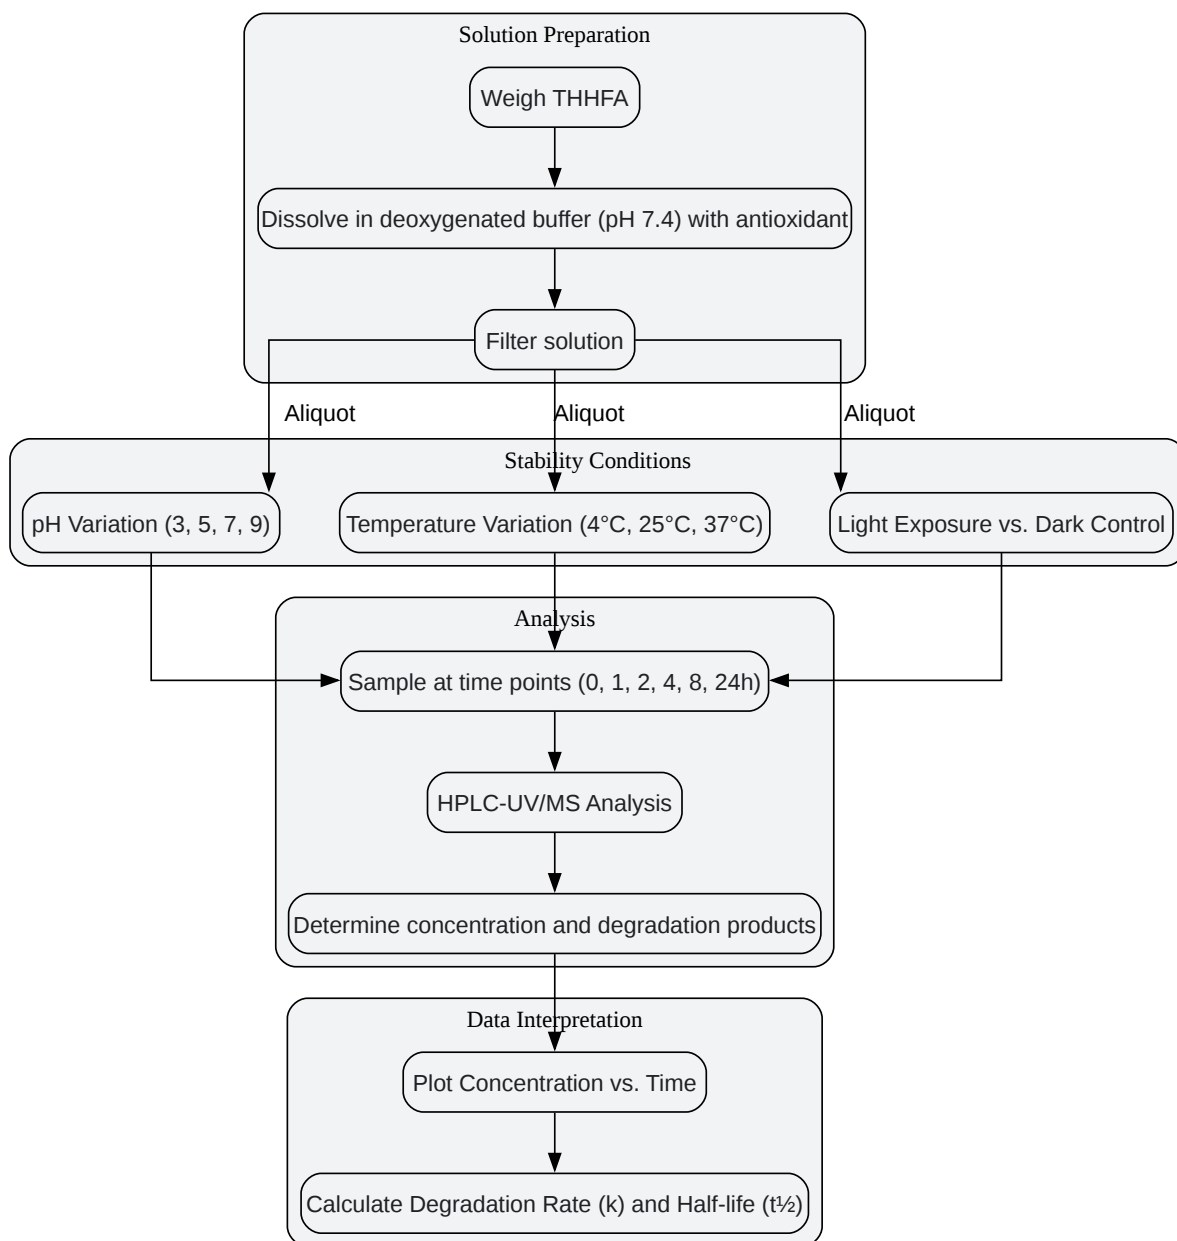 Solution Preparation
Weigh THHFA
Dissolve in deoxygenated buffer (pH 7.4) with antioxidant
Filter solution
Aliquot
Aliquot
Aliquot
Stability Conditions
pH Variation (3, 5, 7, 9)
Temperature Variation (4°C, 25°C, 37°C)
Light Exposure vs. Dark Control
Analysis
Sample at time points (0, 1, 2, 4, 8, 24h)
HPLC-UV/MS Analysis
Determine concentration and degradation products
Data Interpretation
Plot Concentration vs. Time
Calculate Degradation Rate (k) and Half-life (t½)